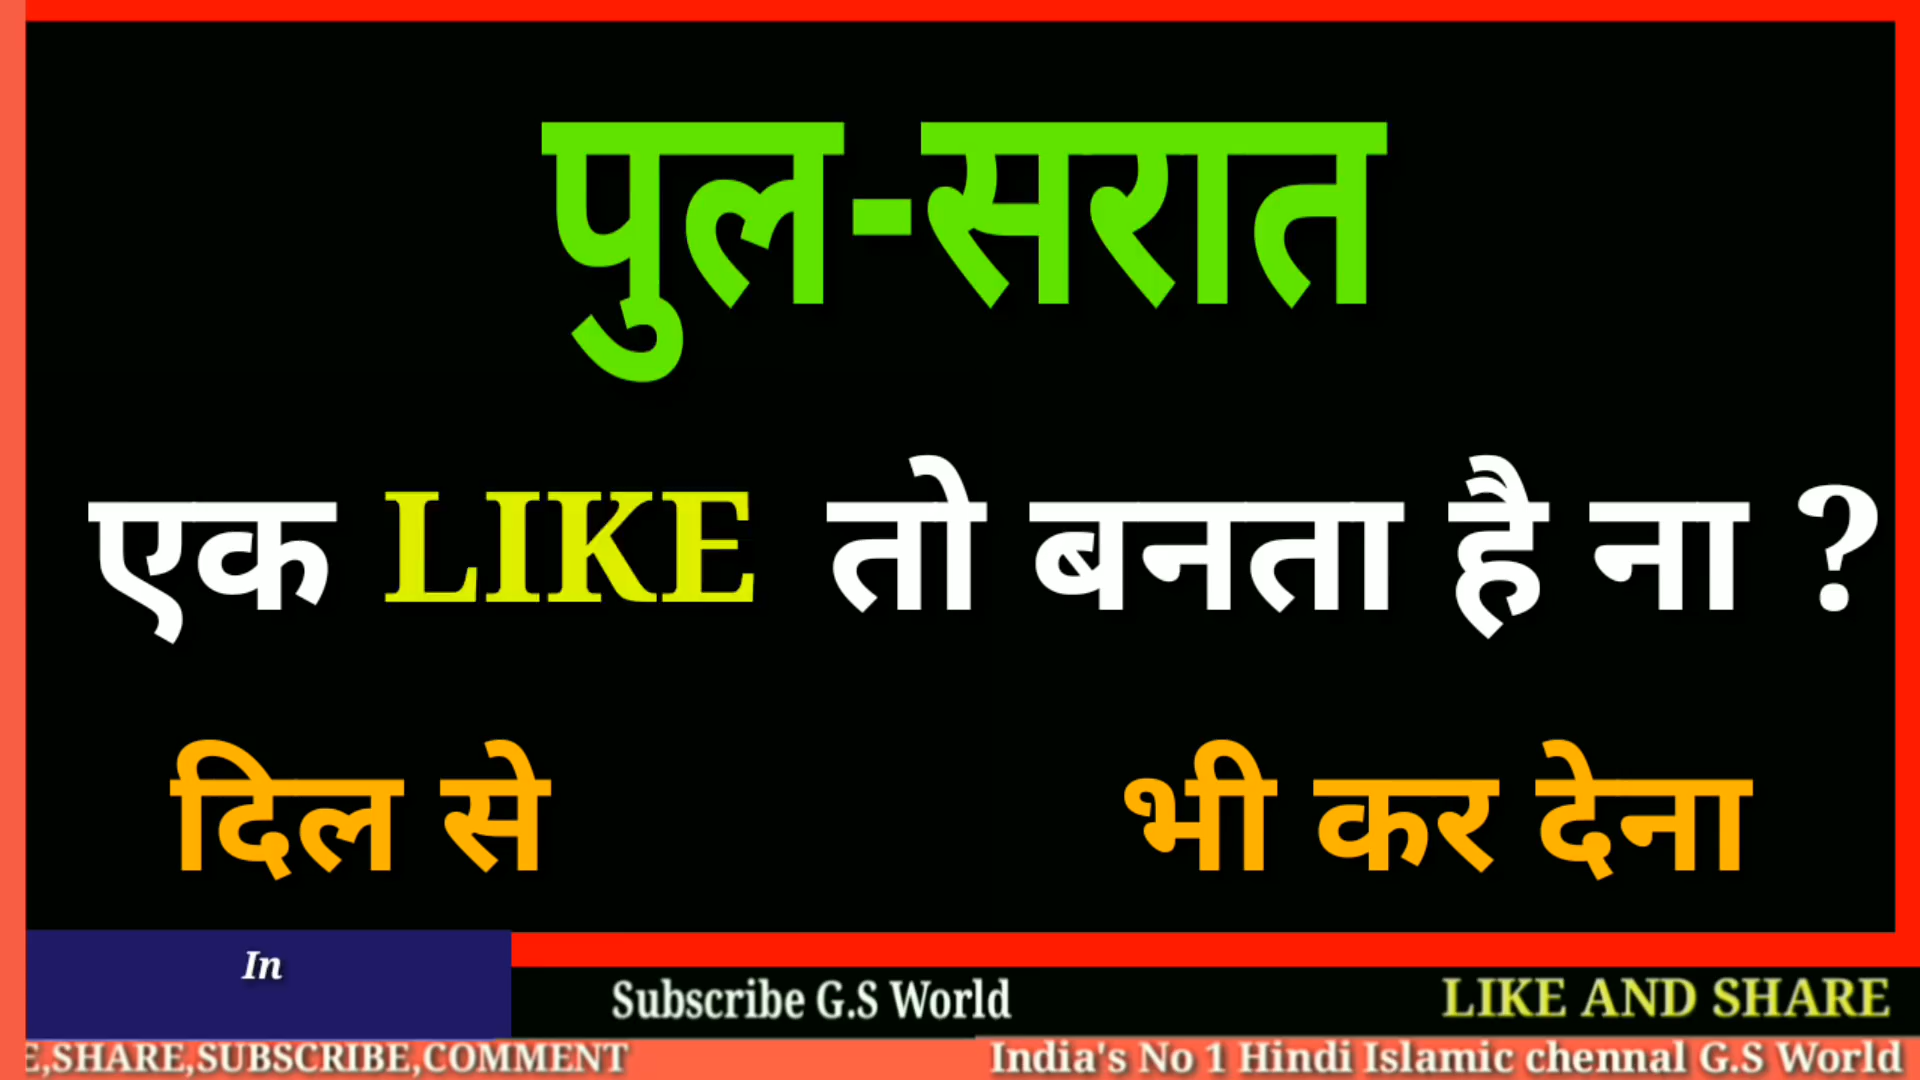 पुल-सरात
एक LIKE तो बनता है ना ?
दिल से भी कर देना
In
Subscribe G.S World
LIKE AND SHARE
E,SHARE,SUBSCRIBE,COMMENT
India's No 1 Hindi Islamic chennal G.S World